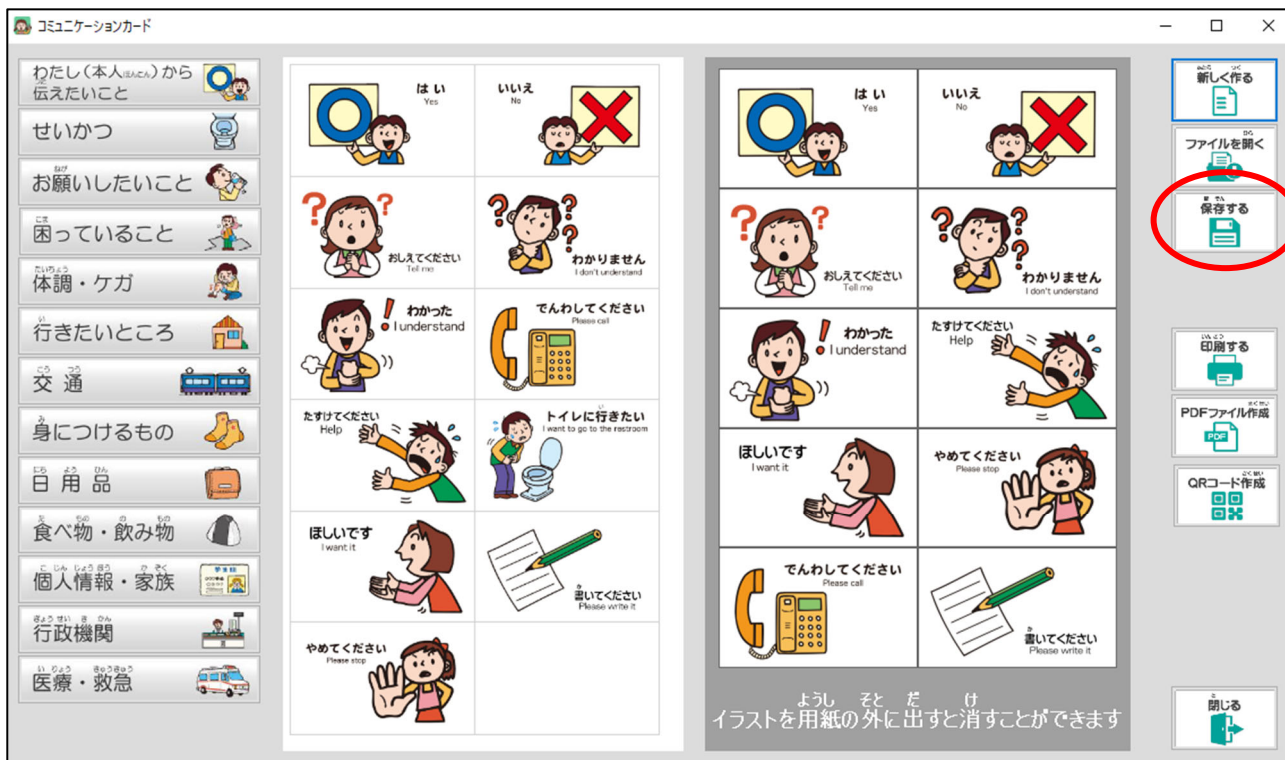 コミュニケーションカード
わたし(本人ほんにん)から
伝えたいこと
せいかつ
お願いしたいこと
困っていること
体調・ケガ
行きたいところ
交通
身につけるもの
日用品
食べ物・飲み物
個人情報・家族
行政機関
医療・救急
はい
Yes
いいえ
No
おしえてください
Tell me
わかりません
I don't understand
わかった
I understand
でんわしてください
Please call
たすけてください
Help
トイレに行きたい
I want to go to the restroom
ほしいです
I want it
書いてください
Please write it
やめてください
Please stop
はい
Yes
いいえ
No
おしえてください
Tell me
わかりません
I don't understand
わかった
I understand
たすけてください
Help
ほしいです
I want it
やめてください
Please stop
でんわしてください
Please call
書いてください
Please write it
イラストを用紙の外に出すと消すことができます
新しく作る
ファイルを開く
保存する
印刷する
PDFファイル作成
PDF
QRコード作成
閉じる